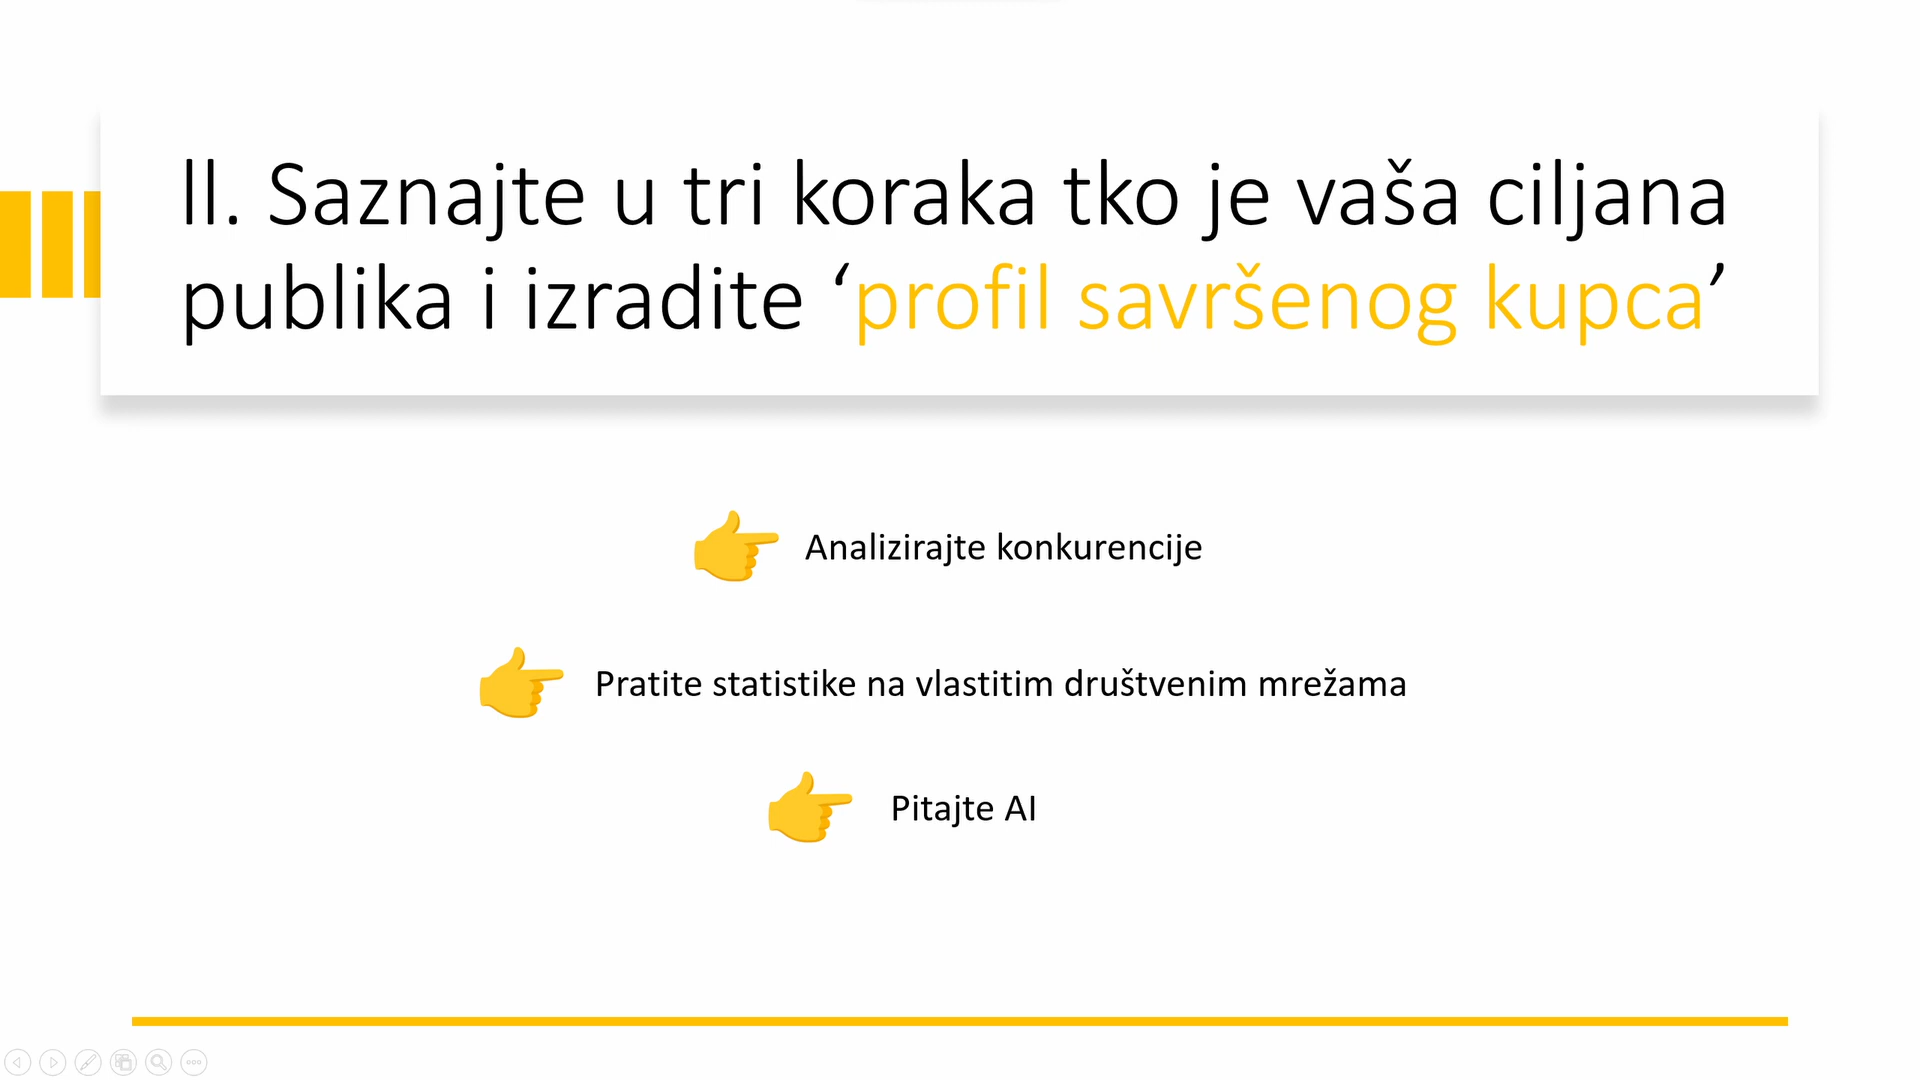 II. Saznajte u tri koraka tko je vaša ciljana
publika i izradite ‘profil savršenog kupca’
Analizirajte konkurencije
Pratite statistike na vlastitim društvenim mrežama
Pitajte AI